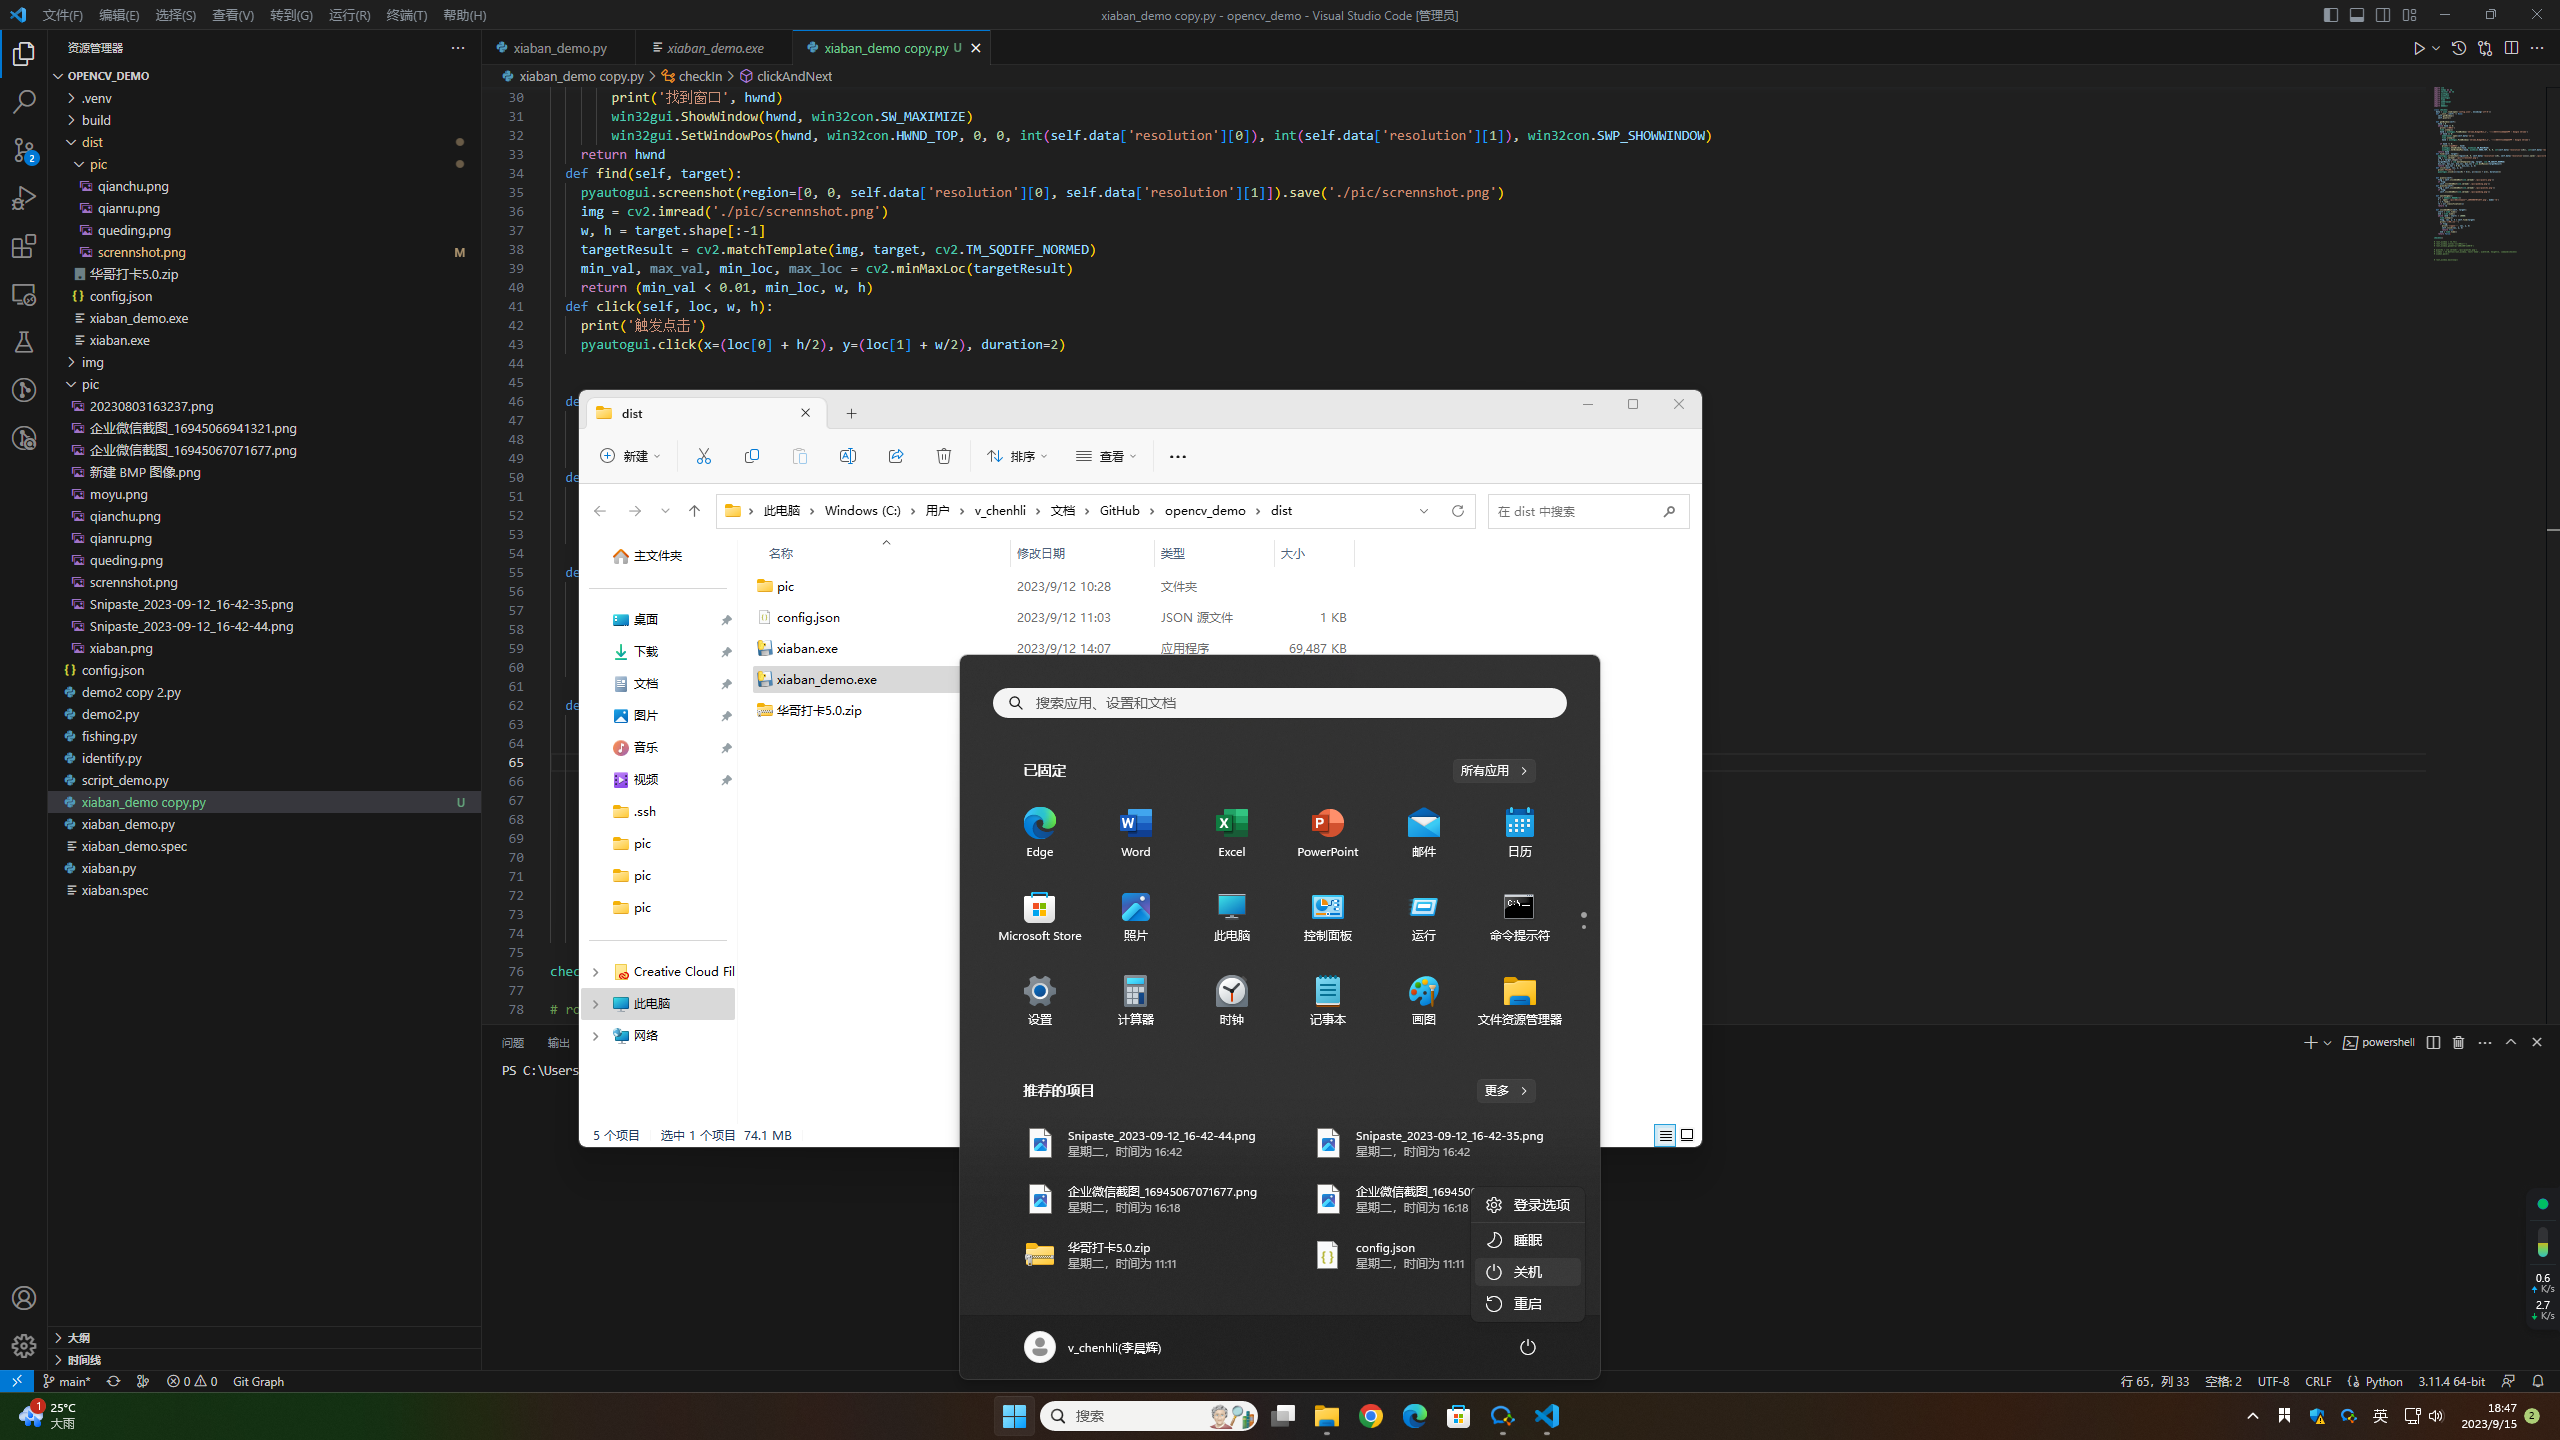 文件(F) 编辑(E) 选择(S) 查看(V) 转到(G) 运行(R) 终端(T) 帮助(H) xiaban_demo copy.py - opencv_demo - Visual Studio Code [管理员]
资源管理器
OPENCV_DEMO
.venv
build
dist
pic
qianchu.png
qianru.png
queding.png
scrennshot.png M
华哥打卡5.0.zip
config.json
xiaban_demo.exe
xiaban.exe
img
pic
20230803163237.png
企业微信截图_16945066941321.png
企业微信截图_16945067071677.png
新建 BMP 图像.png
moyu.png
qianchu.png
qianru.png
queding.png
scrennshot.png
Snipaste_2023-09-12_16-42-35.png
Snipaste_2023-09-12_16-42-44.png
xiaban.png
config.json
demo2 copy 2.py
demo2.py
fishing.py
identify.py
script_demo.py
xiaban_demo copy.py U
xiaban_demo.py
xiaban_demo.spec
xiaban.py
xiaban.spec
大纲
时间线
2
xiaban_demo.py xiaban_demo.exe xiaban_demo copy.py U
xiaban_demo copy.py checkIn clickAndNext
30 print('找到窗口', hwnd)
31 win32gui.ShowWindow(hwnd, win32con.SW_MAXIMIZE)
32 win32gui.SetWindowPos(hwnd, win32con.HWND_TOP, 0, 0, int(self.data['resolution'][0]), int(self.data['resolution'][1]), win32con.SWP_SHOWWINDOW)
33 return hwnd
34 def find(self, target):
35 pyautogui.screenshot(region=[0, 0, self.data['resolution'][0], self.data['resolution'][1]]).save('./pic/scrennshot.png')
36 img = cv2.imread('./pic/scrennshot.png')
37 w, h = target.shape[:-1]
38 targetResult = cv2.matchTemplate(img, target, cv2.TM_SQDIFF_NORMED)
39 min_val, max_val, min_loc, max_loc = cv2.minMaxLoc(targetResult)
40 return (min_val < 0.01, min_loc, w, h)
41 def click(self, loc, w, h):
42 print('触发点击')
43 pyautogui.click(x=(loc[0] + h/2), y=(loc[1] + w/2), duration=2)
44
45
46 de
47
48
49
50 de
51
52
53
54
55 de
56
57
58
59
60
61
62 de
63
64
65
66
67
68
69
70
71
72
73
74
75
76 chec
77
78 # ro
问题 输出
powershell
PS C:\Users
dist
新建 排序 查看
此电脑 Windows (C:) 用户 v_chenhli 文档 GitHub opencv_demo dist
在 dist 中搜索
主文件夹
桌面
下载
文档
图片
音乐
视频
.ssh
pic
pic
pic
Creative Cloud Fil
此电脑
网络
名称 修改日期 类型 大小
pic 2023/9/12 10:28 文件夹
config.json 2023/9/12 11:03 JSON 源文件 1 KB
xiaban.exe 2023/9/12 14:07 应用程序 69,487 KB
xiaban_demo.exe
华哥打卡5.0.zip
5 个项目 选中 1 个项目 74.1 MB
搜索应用、设置和文档
已固定 所有应用
Edge Word Excel PowerPoint 邮件 日历
Microsoft Store 照片 此电脑 控制面板 运行 命令提示符
设置 计算器 时钟 记事本 画图 文件资源管理器
推荐的项目 更多
Snipaste_2023-09-12_16-42-44.png
星期二，时间为 16:42
Snipaste_2023-09-12_16-42-35.png
星期二，时间为 16:42
企业微信截图_16945067071677.png
星期二，时间为 16:18
企业微信截图_169450
星期二，时间为 16:18
华哥打卡5.0.zip
星期二，时间为 11:11
config.json
星期二，时间为 11:11
登录选项
睡眠
关机
重启
v_chenhli(李晨辉)
0.6
K/s
2.7
K/s
main* 0 0 Git Graph
行 65，列 33 空格: 2 UTF-8 CRLF Python 3.11.4 64-bit
1
25°C
大雨
搜索
英
18:47
2023/9/15
2